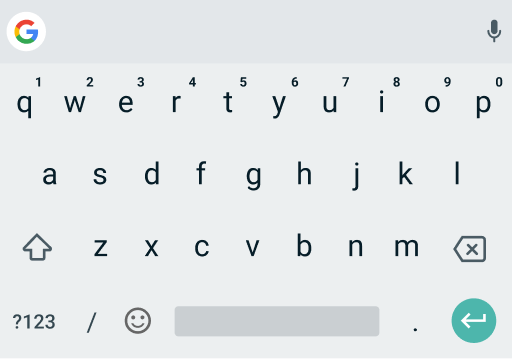 G
1 2 3 4 5 6 7 8 9 0
q w e r t y u i o p
a s d f g h j k l
z x c v b n m
?123 / .